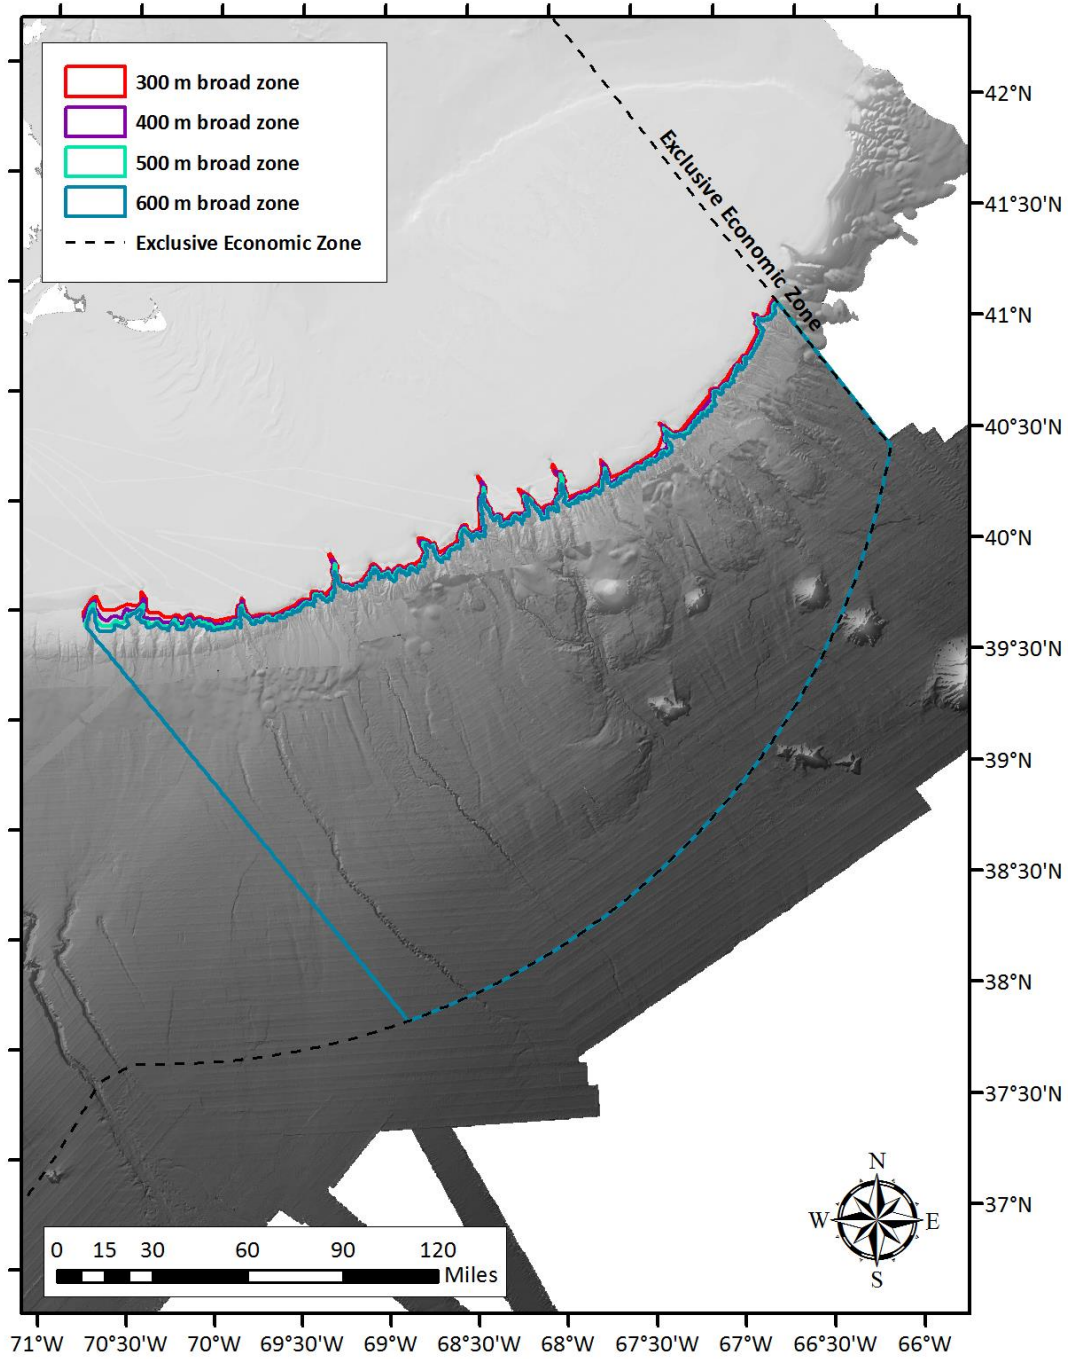 300 m broad zone
400 m broad zone
500 m broad zone
600 m broad zone
Exclusive Economic Zone
Exclusive Economic Zone
42°N
41°30'N
41°N
40°30'N
40°N
39°30'N
39°N
38°30'N
38°N
37°30'N
37°N
N
W E
S
0 15 30 60 90 120
Miles
71°W 70°30'W 70°W 69°30'W 69°W 68°30'W 68°W 67°30'W 67°W 66°30'W 66°W